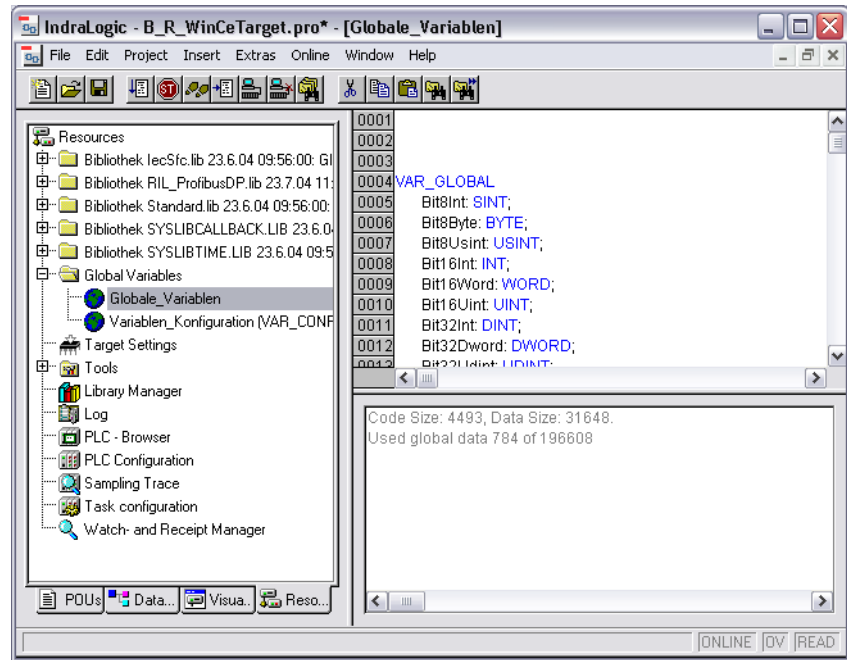 IndraLogic - B_R_WinCeTarget.pro* - [Globale_Variablen]
File Edit Project Insert Extras Online Window Help
Resources
Bibliothek IecSfc.lib 23.6.04 09:56:00: Gl
Bibliothek RIL_ProfibusDP.lib 23.7.04 11:
Bibliothek Standard.lib 23.6.04 09:56:00:
Bibliothek SYSLIBCALLBACK.LIB 23.6.0
Bibliothek SYSLIBTIME.LIB 23.6.04 09:5
Global Variables
Globale_Variablen
Variablen_Konfiguration (VAR_CONF
Target Settings
Tools
Library Manager
Log
PLC - Browser
PLC Configuration
Sampling Trace
Task configuration
Watch- and Receipt Manager
POUs Data... Visua.. Reso...
0001
0002
0003
0004 VAR_GLOBAL
0005 Bit8Int: SINT;
0006 Bit8Byte: BYTE;
0007 Bit8Usint: USINT;
0008 Bit16Int: INT;
0009 Bit16Word: WORD;
0010 Bit16Uint: UINT;
0011 Bit32Int: DINT;
0012 Bit32Dword: DWORD;
0013 Bit32Udint: UDINT;
Code Size: 4493, Data Size: 31648.
Used global data 784 of 196608
ONLINE OV READ